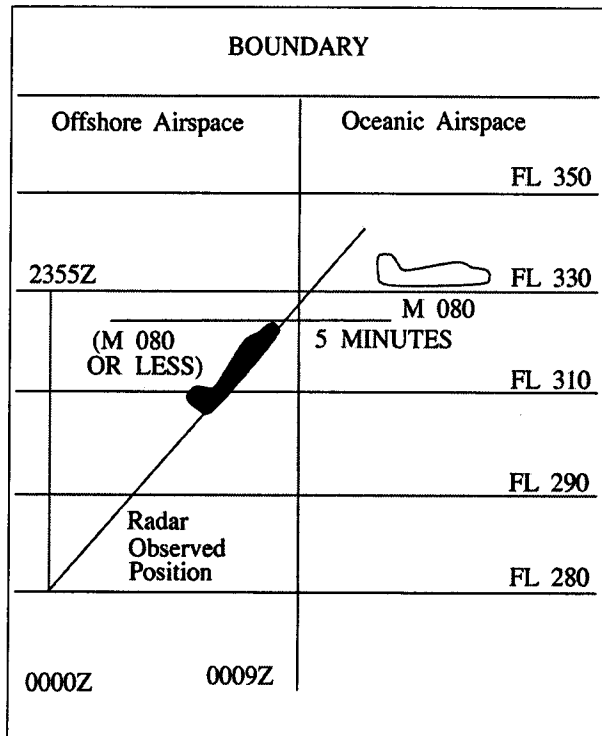 BOUNDARY
Offshore Airspace
Oceanic Airspace
FL 350
2355Z
FL 330
M 080
(M 080
OR LESS)
5 MINUTES
FL 310
FL 290
Radar
Observed
Position
FL 280
0000Z
0009Z